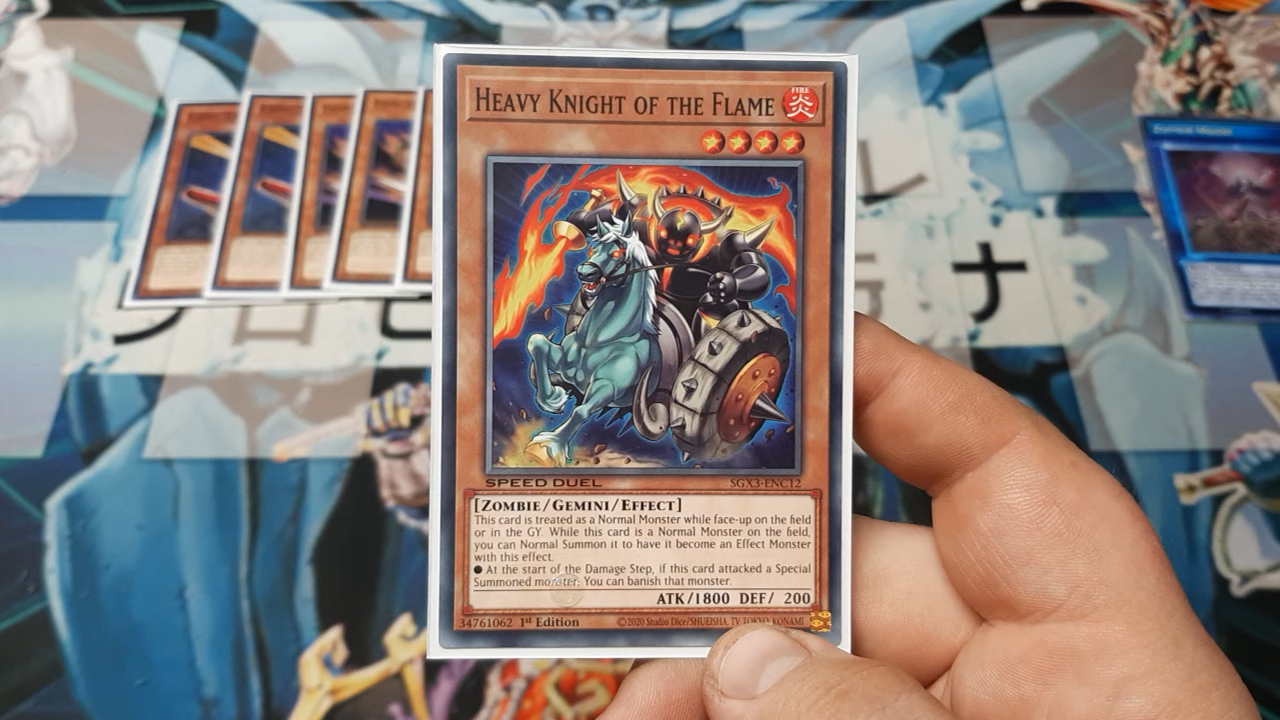 HEAVY KNIGHT OF THE FLAME
FIRE
炎
SPEED DUEL
SGX3-ENC12
[ZOMBIE/GEMINI/EFFECT]
This card is treated as a Normal Monster while face-up on the field
or in the GY. While this card is a Normal Monster on the field,
you can Normal Summon it to have it become an Effect Monster
with this effect.
● At the start of the Damage Step, if this card attacked a Special
Summoned monster: You can banish that monster.
ATK/1800 DEF/ 200
34761062 1st Edition
©2020 Studio Dice/SHUEISHA, TV TOKYO, KONAMI
ナ